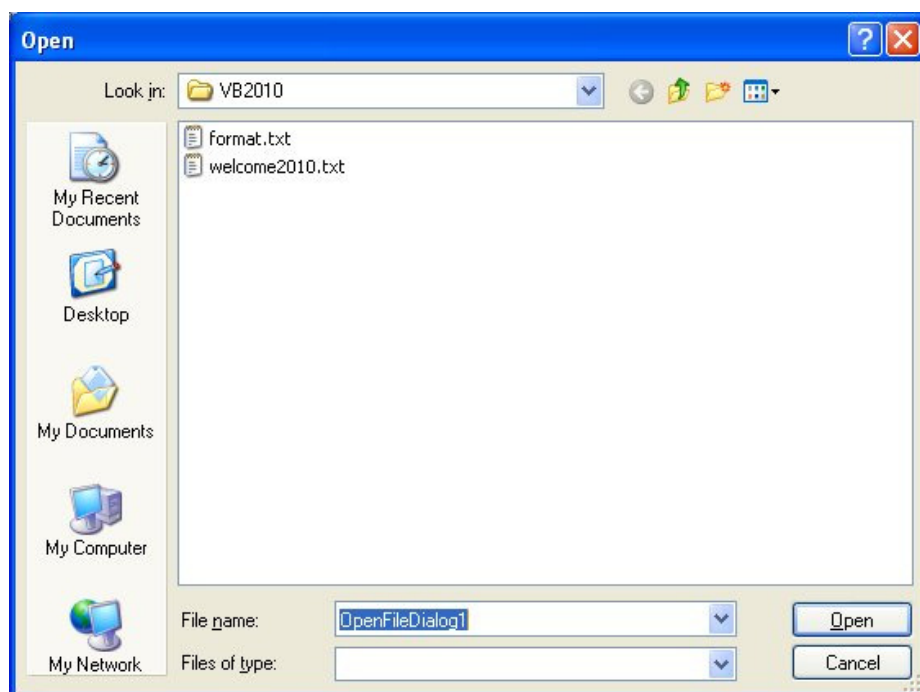 Open
Look in:
VB2010
format.txt
welcome2010.txt
My Recent
Documents
Desktop
My Documents
My Computer
My Network
File name:
OpenFileDialog1
Open
Files of type:
Cancel